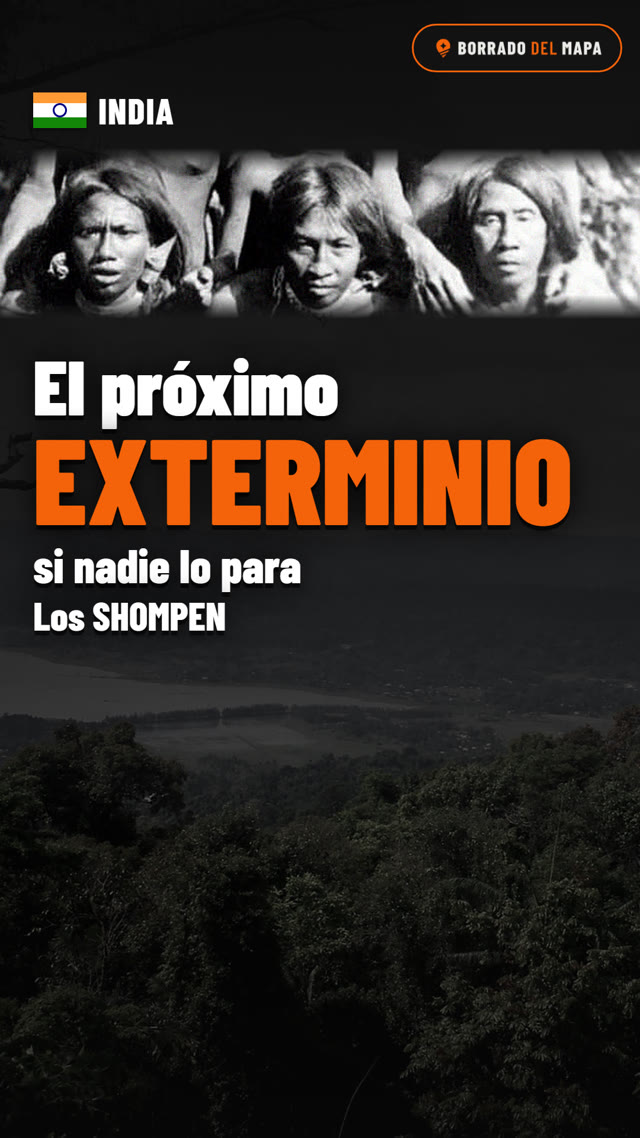 BORRADO DEL MAPA
INDIA
El próximo
EXTERMINIO
si nadie lo para
Los SHOMPEN